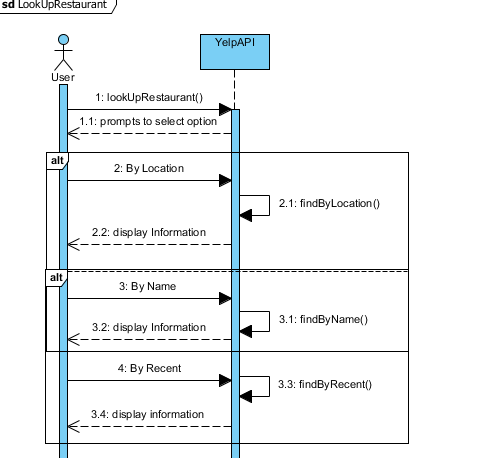 sd LookUpRestaurant
YelpAPI
User
1: lookUpRestaurant()
1.1: prompts to select option
alt
2: By Location
2.1: findByLocation()
2.2: display Information
alt
3: By Name
3.1: findByName()
3.2: display Information
4: By Recent
3.3: findByRecent()
3.4: display information